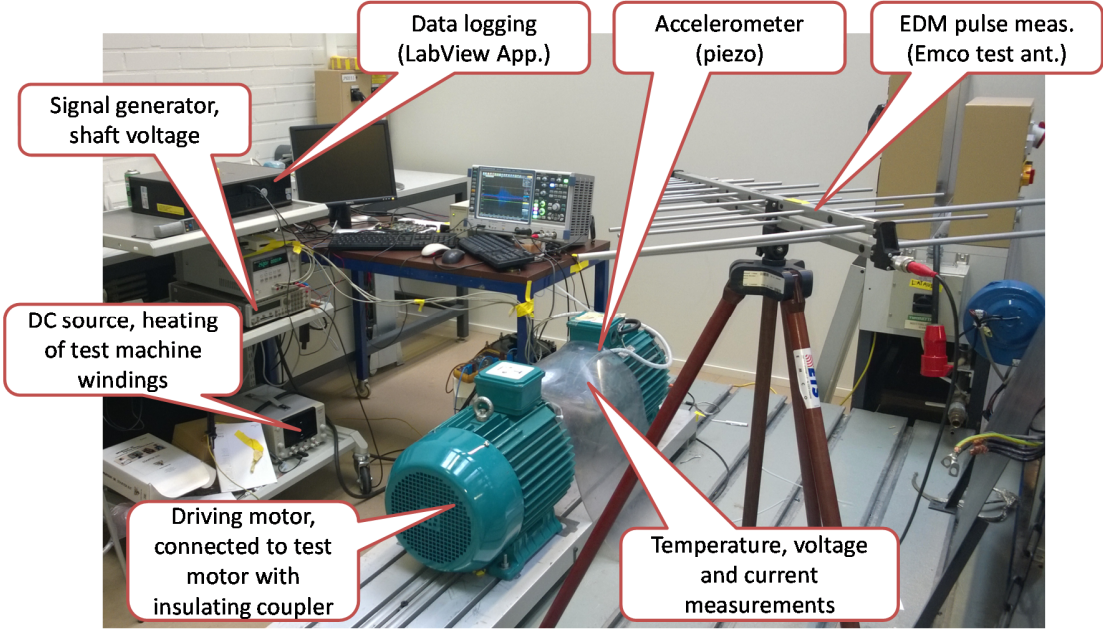 Data logging
(LabView App.)
Accelerometer
(piezo)
EDM pulse meas.
(Emco test ant.)
Signal generator,
shaft voltage
DC source, heating
of test machine
windings
Driving motor,
connected to test
motor with
insulating coupler
Temperature, voltage
and current
measurements
ETS